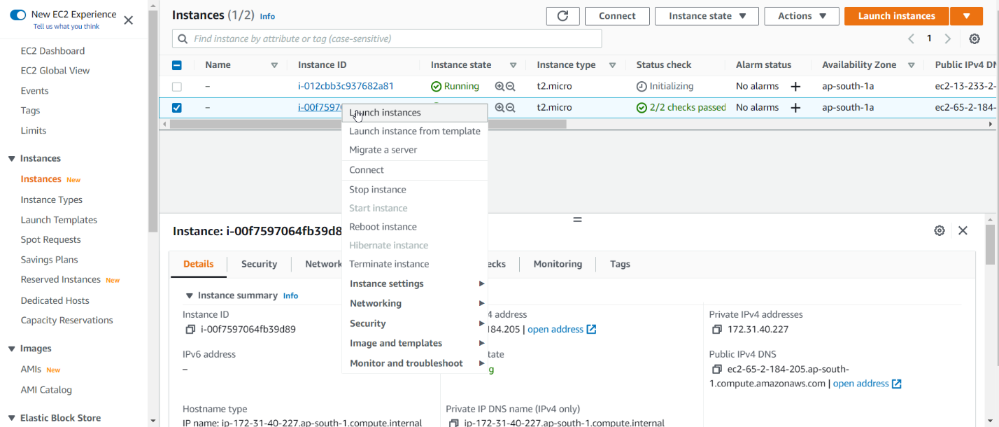 New EC2 Experience
Tell us what you think
EC2 Dashboard
EC2 Global View
Events
Tags
Limits
Instances
Instances New
Instance Types
Launch Templates
Spot Requests
Savings Plans
Reserved Instances New
Dedicated Hosts
Capacity Reservations
Images
AMIs New
AMI Catalog
Elastic Block Store
Instances (1/2) Info
Connect
Instance state
Actions
Launch instances
Find instance by attribute or tag (case-sensitive)
1
Name Instance ID Instance state Instance type Status check Alarm status Availability Zone Public IPv4 DN
– i-012cbb3c937682a81 Running t2.micro Initializing No alarms + ap-south-1a ec2-13-233-2-
– i-00f7597 t2.micro 2/2 checks passed No alarms + ap-south-1a ec2-65-2-184-
Launch instances
Launch instance from template
Migrate a server
Connect
Stop instance
Start instance
Reboot instance
Hibernate instance
Terminate instance
Instance settings
Networking
Security
Image and templates
Monitor and troubleshoot
Instance: i-00f7597064fb39d8
Details Security Network ecks Monitoring Tags
Instance summary Info
Instance ID
i-00f7597064fb39d89
IPv6 address
–
Hostname type
IP name: ip-172-31-40-227.ap-south-1.compute.internal
4 address
184.205 | open address
tate
g
Private IP DNS name (IPv4 only)
ip-172-31-40-227.ap-south-1.compute.internal
Private IPv4 addresses
172.31.40.227
Public IPv4 DNS
ec2-65-2-184-205.ap-south-
1.compute.amazonaws.com | open address